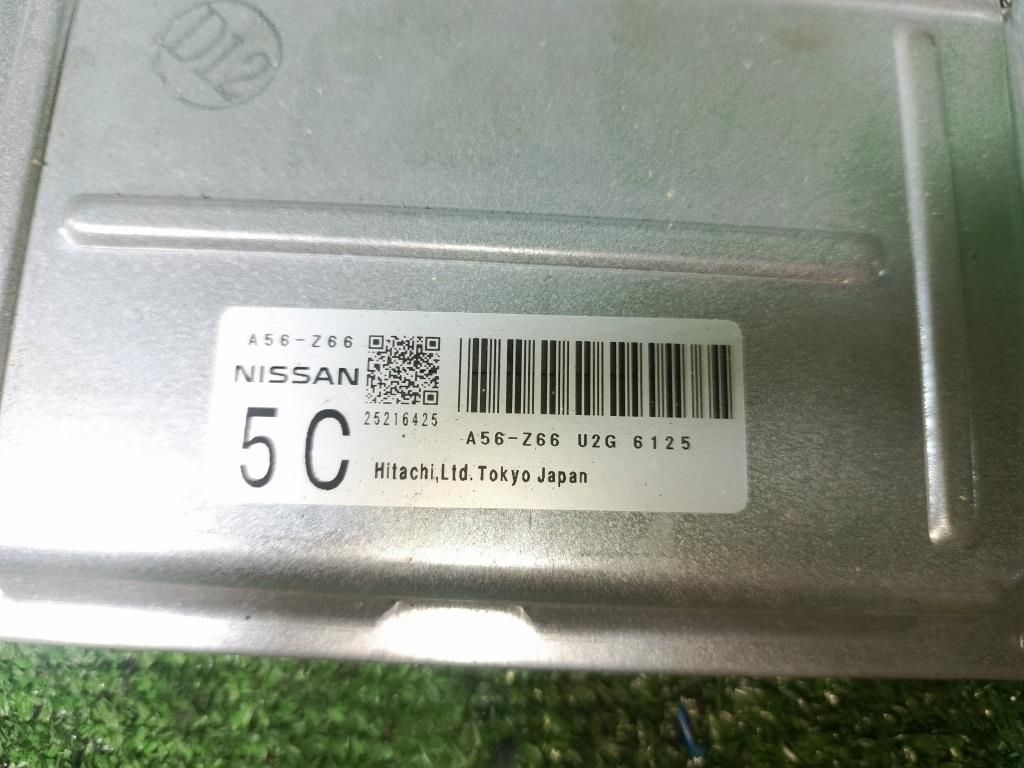 D12
A56-Z66
NISSAN
25216425
5C
A56-Z66 U2G 6125
Hitachi,Ltd.Tokyo Japan